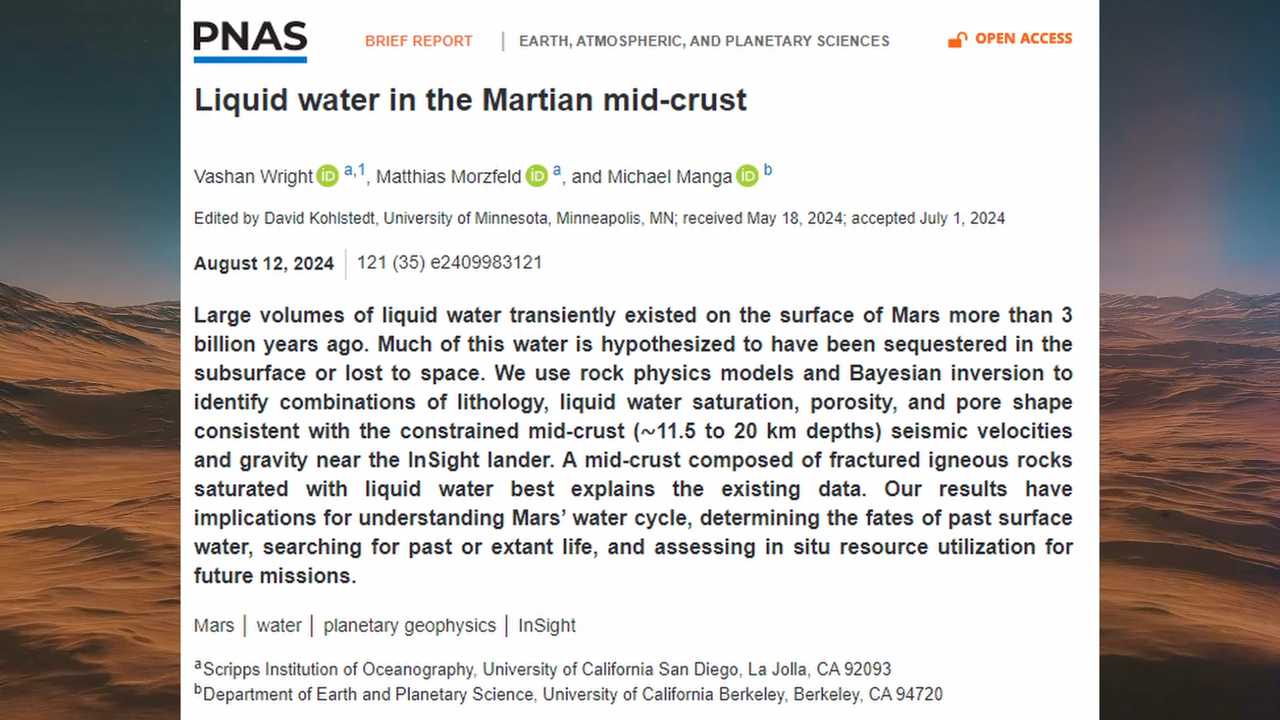 PNAS
BRIEF REPORT | EARTH, ATMOSPHERIC, AND PLANETARY SCIENCES
OPEN ACCESS
Liquid water in the Martian mid-crust
Vashan Wright iD a,1, Matthias Morzfeld iD a, and Michael Manga iD b
Edited by David Kohlstedt, University of Minnesota, Minneapolis, MN; received May 18, 2024; accepted July 1, 2024
August 12, 2024 | 121 (35) e2409983121
Large volumes of liquid water transiently existed on the surface of Mars more than 3
billion years ago. Much of this water is hypothesized to have been sequestered in the
subsurface or lost to space. We use rock physics models and Bayesian inversion to
identify combinations of lithology, liquid water saturation, porosity, and pore shape
consistent with the constrained mid-crust (~11.5 to 20 km depths) seismic velocities
and gravity near the InSight lander. A mid-crust composed of fractured igneous rocks
saturated with liquid water best explains the existing data. Our results have
implications for understanding Mars’ water cycle, determining the fates of past surface
water, searching for past or extant life, and assessing in situ resource utilization for
future missions.
Mars | water | planetary geophysics | InSight
aScripps Institution of Oceanography, University of California San Diego, La Jolla, CA 92093
bDepartment of Earth and Planetary Science, University of California Berkeley, Berkeley, CA 94720